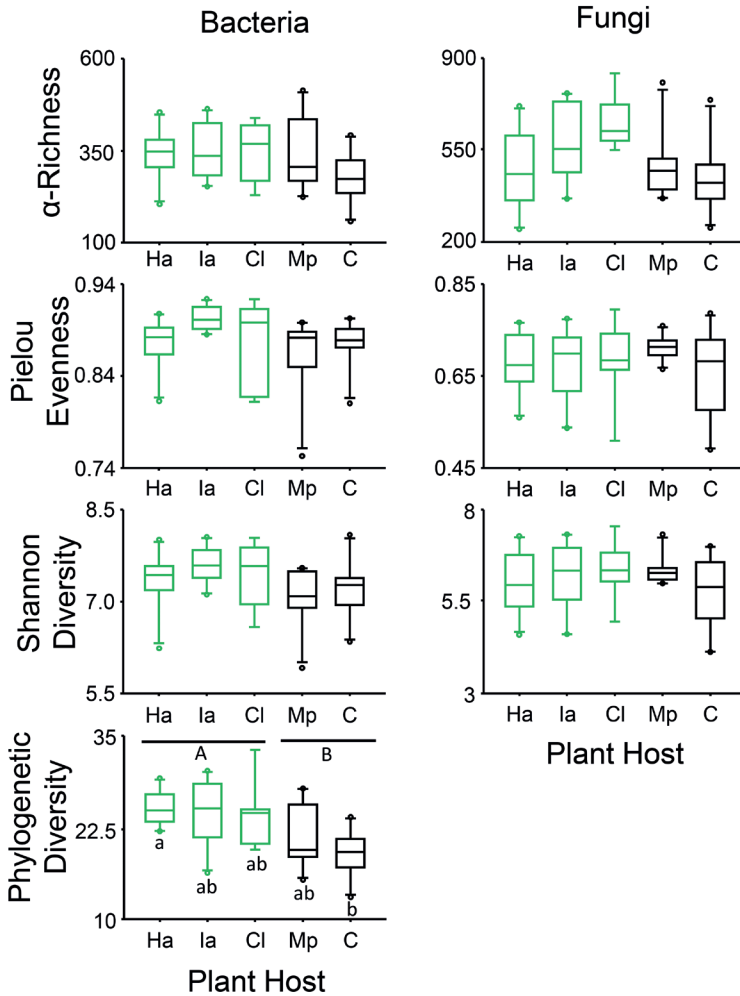 Bacteria
Fungi
α-Richness
600
350
100
Ha Ia Cl Mp C
900
550
200
Ha Ia Cl Mp C
Pielou
Evenness
0.94
0.84
0.74
Ha Ia Cl Mp C
0.85
0.65
0.45
Ha Ia Cl Mp C
Shannon
Diversity
8.5
7.0
5.5
Ha Ia Cl Mp C
8
5.5
3
Ha Ia Cl Mp C
Plant Host
Phylogenetic
Diversity
35
22.5
10
A B
a ab ab ab b
Ha Ia Cl Mp C
Plant Host